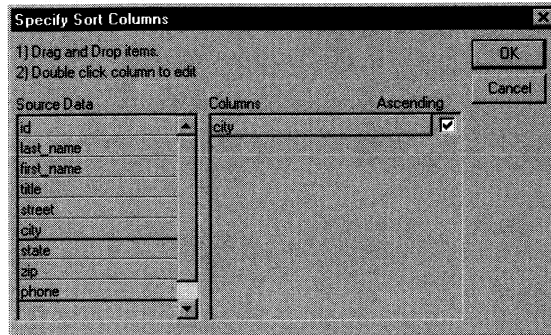 Specify Sort Columns
1) Drag and Drop items.
2) Double click column to edit
OK
Cancel
Source Data
Columns Ascending
id
last_name
first_name
title
street
city
state
zip
phone
city